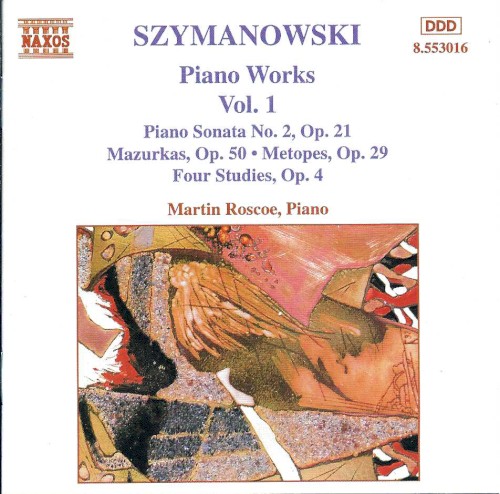 NAXOS
DDD
8.553016
SZYMANOWSKI
Piano Works
Vol. 1
Piano Sonata No. 2, Op. 21
Mazurkas, Op. 50 • Metopes, Op. 29
Four Studies, Op. 4
Martin Roscoe, Piano